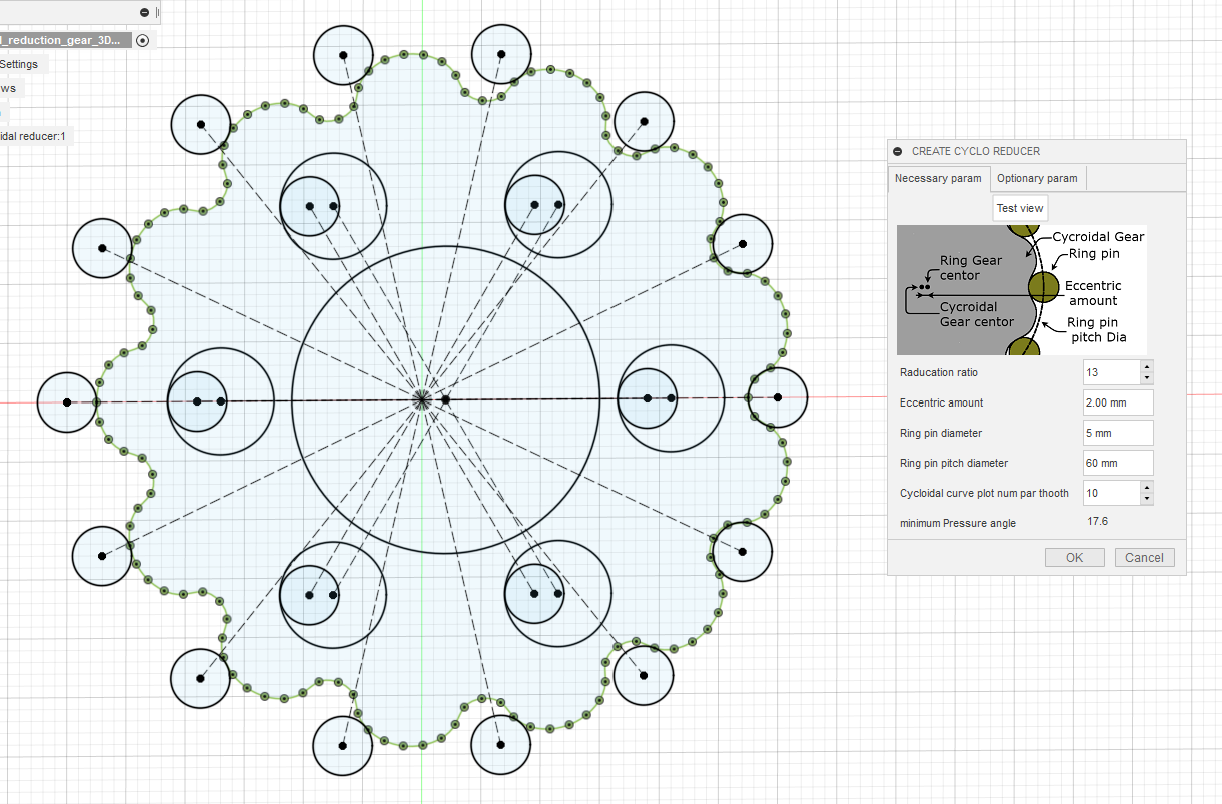 l_reduction_gear_3D...
Settings
ws
idal reducer:1
CREATE CYCLO REDUCER
Necessary param
Optionary param
Test view
Cycroidal Gear
Ring pin
Ring Gear
centor
Eccentric
amount
Cycroidal
Gear centor
Ring pin
pitch Dia
Raducation ratio 13
Eccentric amount 2.00 mm
Ring pin diameter 5 mm
Ring pin pitch diameter 60 mm
Cycloidal curve plot num par thooth 10
minimum Pressure angle 17.6
OK Cancel